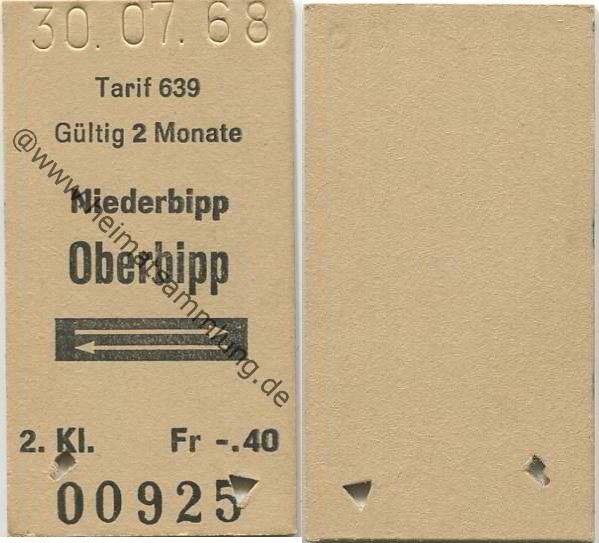 30.07.68
Tarif 639
Gültig 2 Monate
Niederbipp
Oberbipp
2. Kl. Fr -.40
00925
@www.heimatsammlung.de